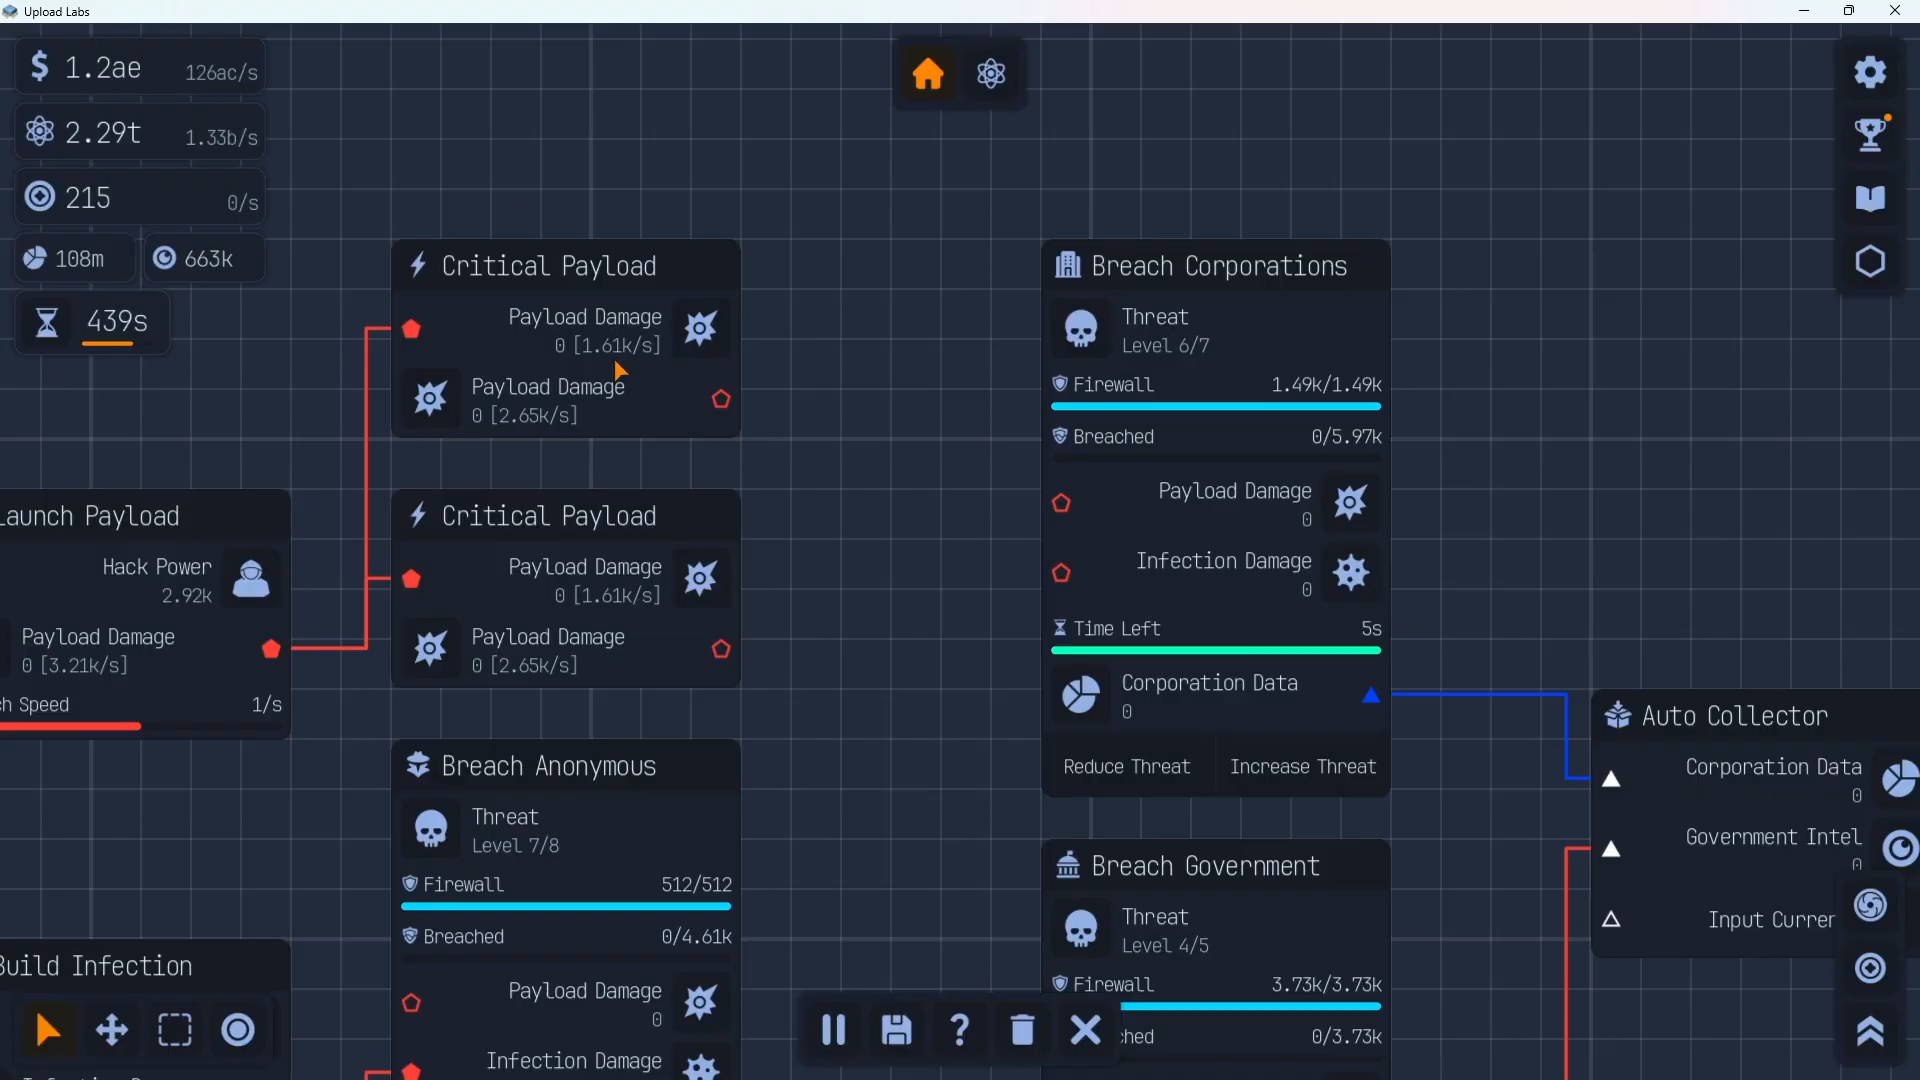 Upload Labs
$ 1.2ae 126ac/s
2.29t 1.33b/s
215 0/s
108m 663k
439s
Critical Payload
Payload Damage
0 [1.61k/s]
Payload Damage
0 [2.65k/s]
Launch Payload
Hack Power
2.92k
Payload Damage
0 [3.21k/s]
ch Speed 1/s
Critical Payload
Payload Damage
0 [1.61k/s]
Payload Damage
0 [2.65k/s]
Breach Anonymous
Threat
Level 7/8
Firewall 512/512
Breached 0/4.61k
Payload Damage
0
Infection Damage
Build Infection
Breach Corporations
Threat
Level 6/7
Firewall 1.49k/1.49k
Breached 0/5.97k
Payload Damage
0
Infection Damage
0
Time Left 5s
Corporation Data
0
Reduce Threat Increase Threat
Breach Government
Threat
Level 4/5
Firewall 3.73k/3.73k
ched 0/3.73k
Auto Collector
Corporation Data
0
Government Intel
0
Input Curren